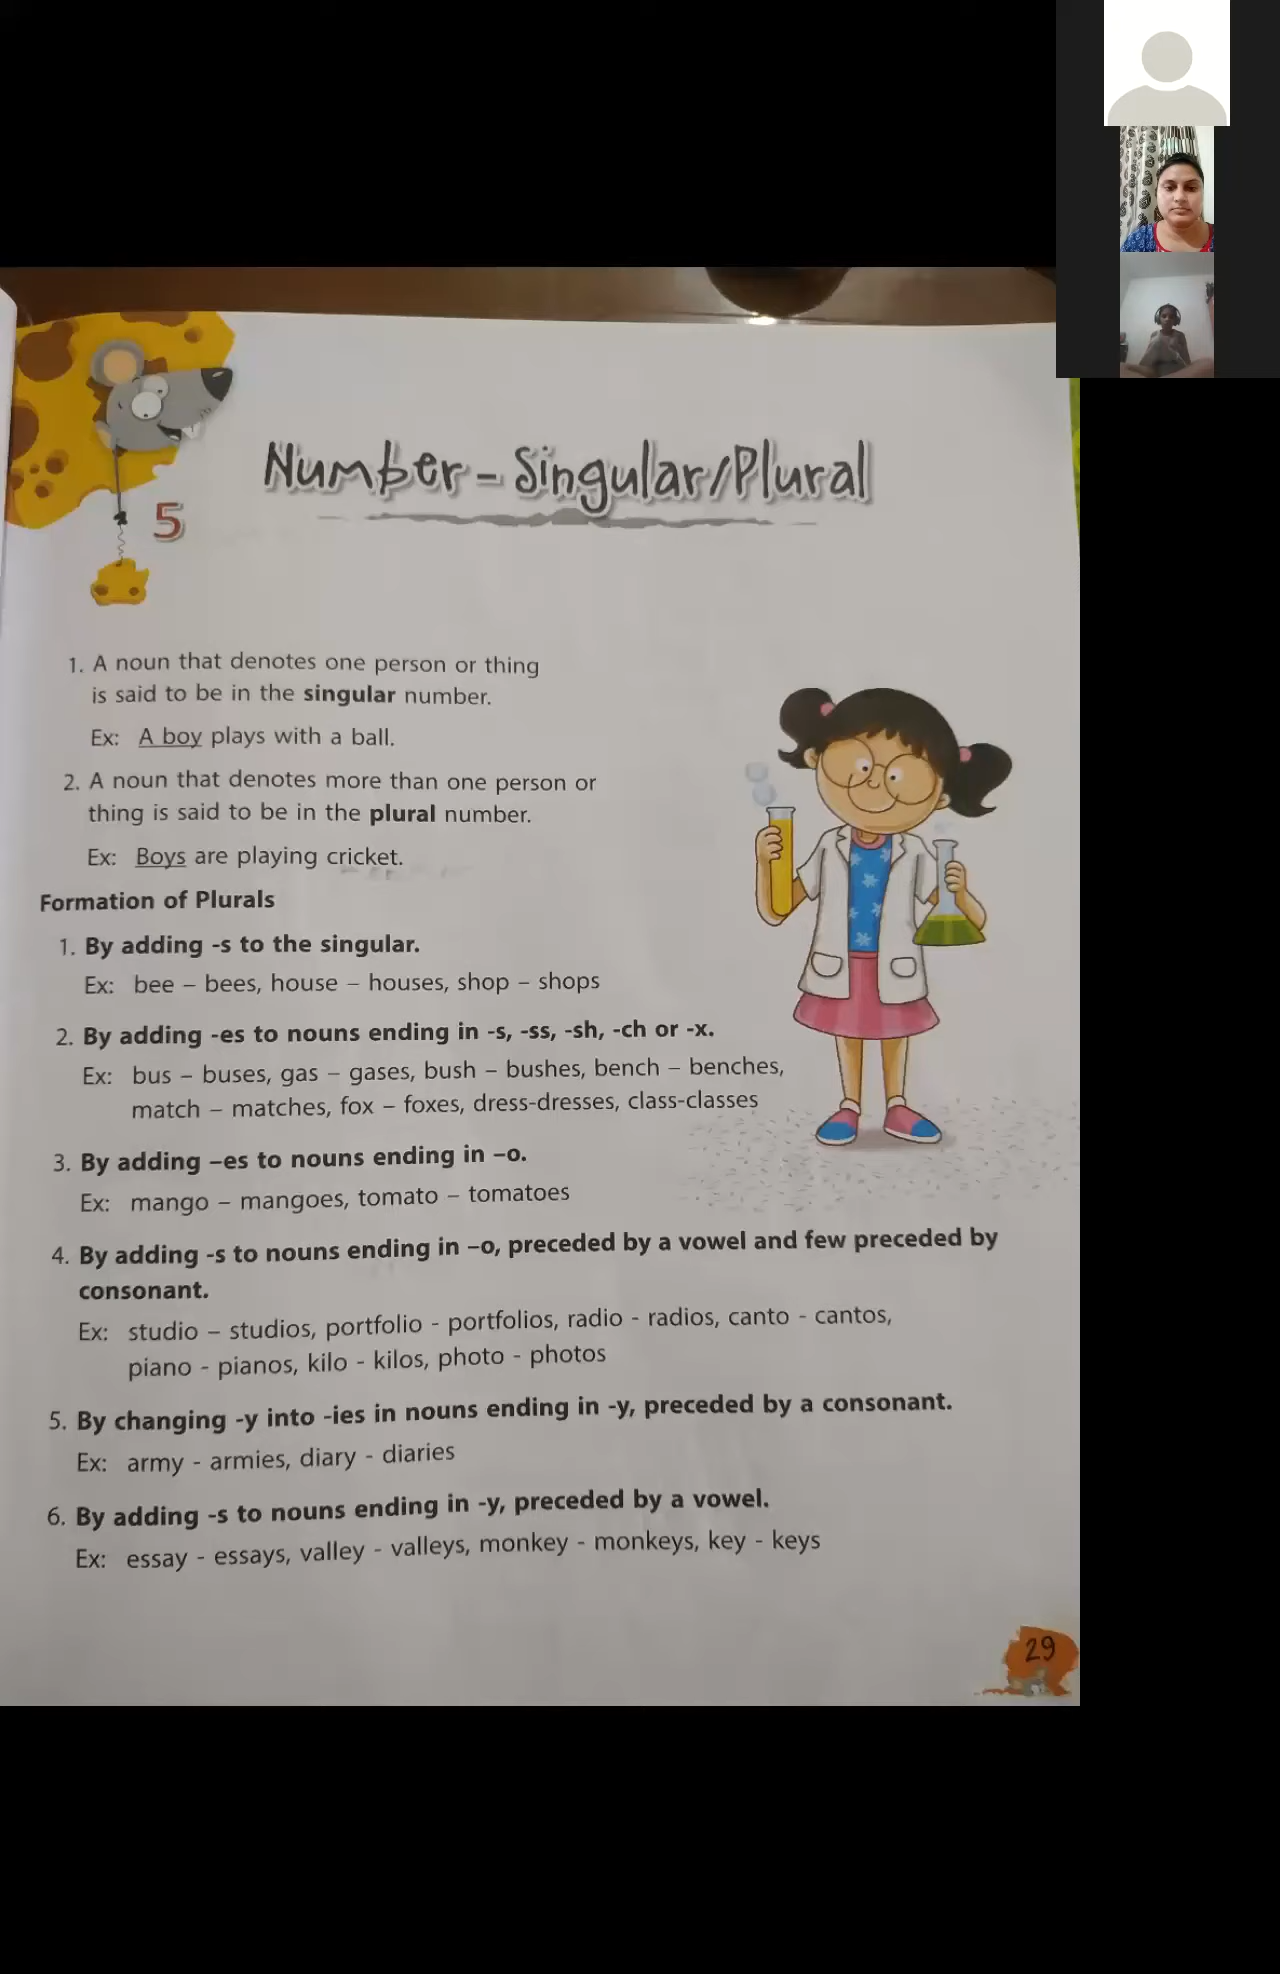 Number - Singular/Plural
5
1. A noun that denotes one person or thing
is said to be in the singular number.
Ex: A boy plays with a ball.
2. A noun that denotes more than one person or
thing is said to be in the plural number.
Ex: Boys are playing cricket.
Formation of Plurals
1. By adding -s to the singular.
Ex: bee – bees, house – houses, shop – shops
2. By adding -es to nouns ending in -s, -ss, -sh, -ch or -x.
Ex: bus – buses, gas – gases, bush – bushes, bench – benches,
match – matches, fox – foxes, dress-dresses, class-classes
3. By adding –es to nouns ending in –o.
Ex: mango – mangoes, tomato – tomatoes
4. By adding -s to nouns ending in –o, preceded by a vowel and few preceded by
consonant.
Ex: studio – studios, portfolio - portfolios, radio - radios, canto - cantos,
piano - pianos, kilo - kilos, photo - photos
5. By changing -y into -ies in nouns ending in -y, preceded by a consonant.
Ex: army - armies, diary - diaries
6. By adding -s to nouns ending in -y, preceded by a vowel.
Ex: essay - essays, valley - valleys, monkey - monkeys, key - keys
29